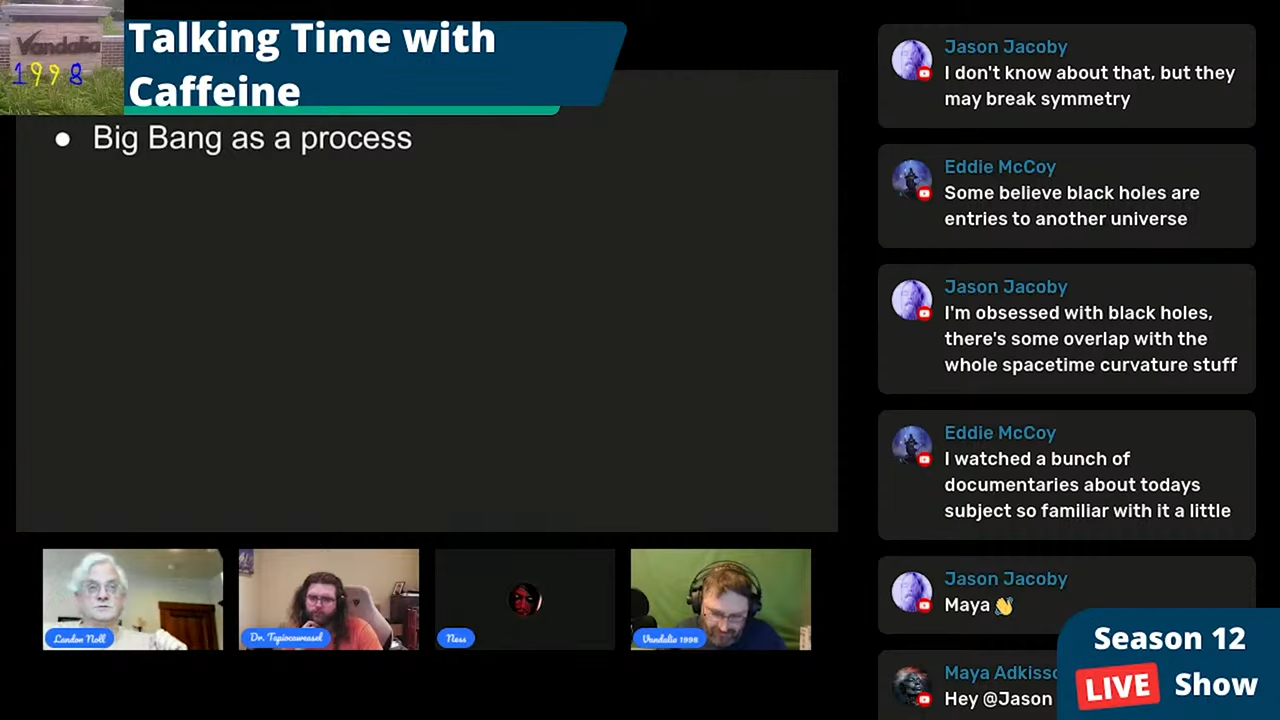 Vandalia
1998
Talking Time with
Caffeine
Big Bang as a process
Landon Noll
Dr. Tapiocaweasel
Ness
Vandalia 1998
Jason Jacoby
I don't know about that, but they
may break symmetry
Eddie McCoy
Some believe black holes are
entries to another universe
Jason Jacoby
I'm obsessed with black holes,
there's some overlap with the
whole spacetime curvature stuff
Eddie McCoy
I watched a bunch of
documentaries about todays
subject so familiar with it a little
Jason Jacoby
Maya 👋
Maya Adkisso
Hey @Jason
Season 12
LIVE Show